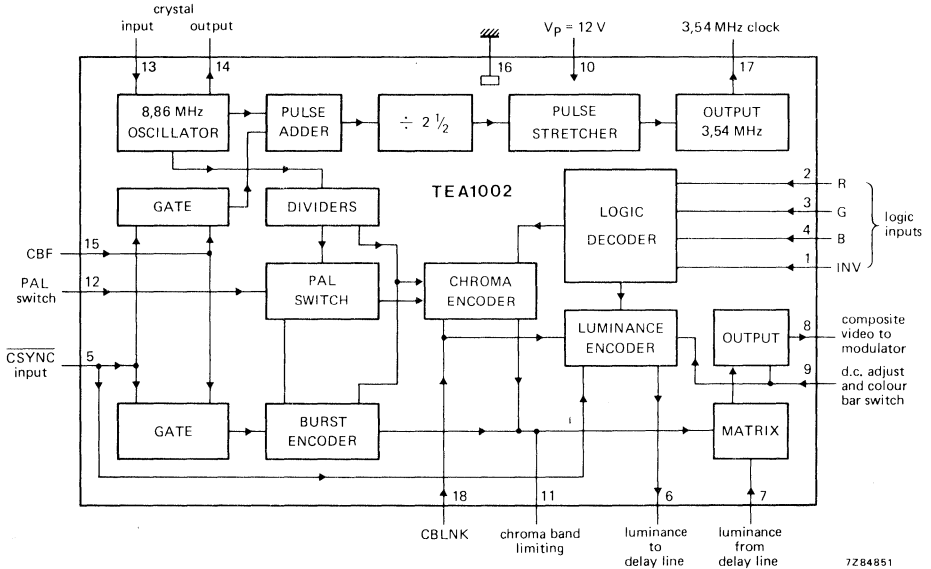 crystal
input output
V_P = 12 V
3,54 MHz clock
13 14 16 10 17
8,86 MHz
OSCILLATOR
PULSE
ADDER
÷ 2 1/2
PULSE
STRETCHER
OUTPUT
3,54 MHz
TEA1002
GATE
DIVIDERS
LOGIC
DECODER
2 R
3 G
4 B
1 INV
logic
inputs
15
CBF
12
PAL
switch
PAL
SWITCH
CHROMA
ENCODER
LUMINANCE
ENCODER
OUTPUT
8
composite
video to
modulator
9
d.c. adjust
and colour
bar switch
5
CSYNC
input
GATE
BURST
ENCODER
MATRIX
18 11 6 7
CBLNK
chroma band
limiting
luminance
to
delay line
luminance
from
delay line
7Z84851